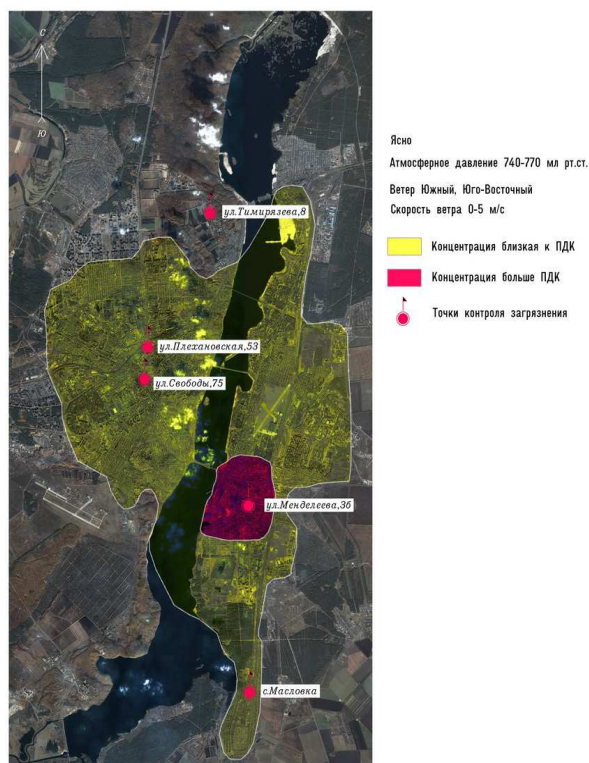 С
Ю
ул.Тимирязева,8
ул.Плехановская,53
ул.Свободы,75
ул.Менделеева,3б
с.Масловка
Ясно
Атмосферное давление 740-770 мл рт.ст.
Ветер Южный, Юго-Восточный
Скорость ветра 0-5 м/с
Концентрация близкая к ПДК
Концентрация больше ПДК
Точки контроля загрязнения